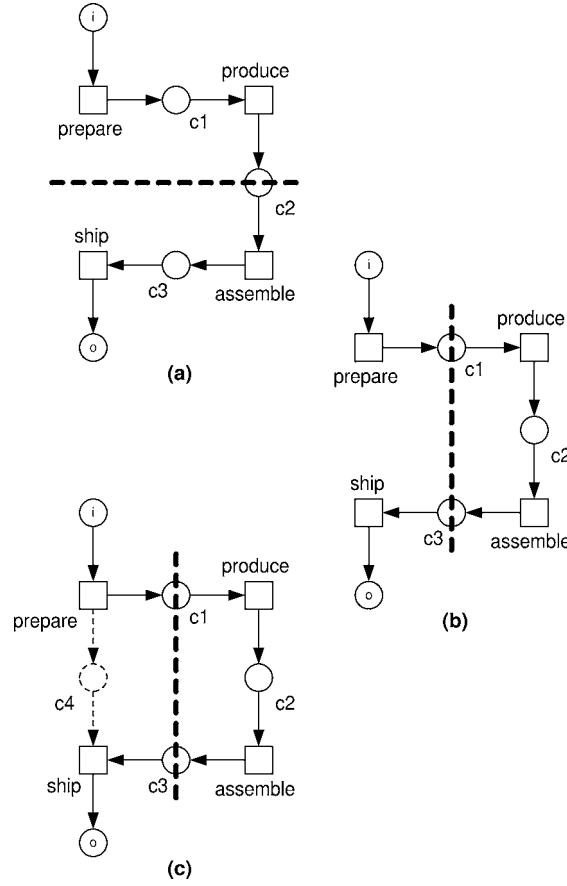 i
produce
prepare
c1
c2
ship
c3
assemble
o
(a)
i
produce
prepare
c1
c2
ship
c3
assemble
o
(b)
i
produce
prepare
c1
c4
c2
ship
c3
assemble
o
(c)